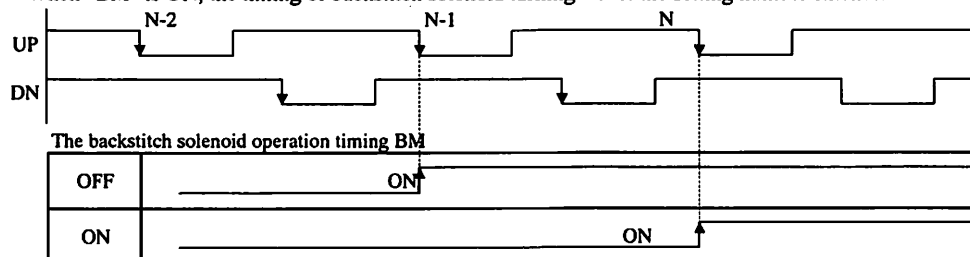 N-2 N-1 N
UP
DN
The backstitch solenoid operation timing BM
OFF ON
ON ON